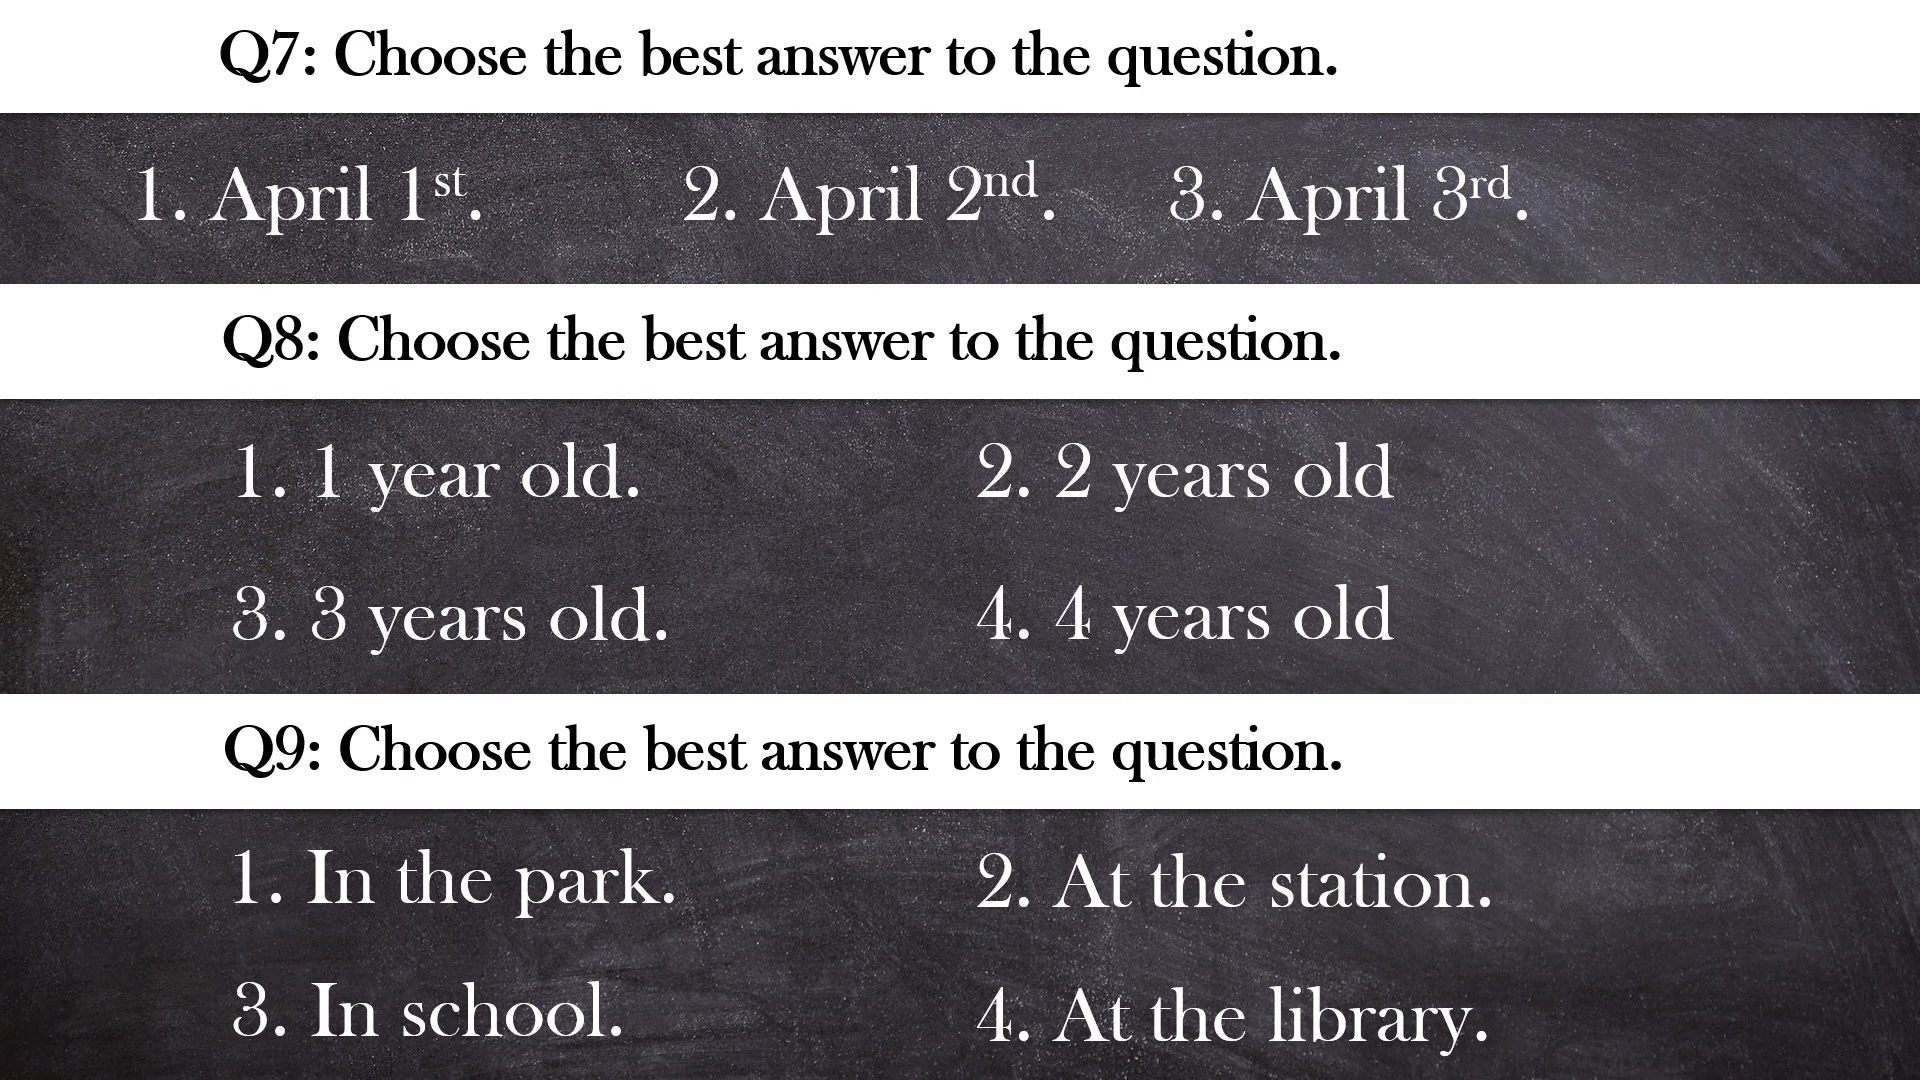 Q7: Choose the best answer to the question.
1. April 1st. 2. April 2nd. 3. April 3rd.
Q8: Choose the best answer to the question.
1. 1 year old. 2. 2 years old
3. 3 years old. 4. 4 years old
Q9: Choose the best answer to the question.
1. In the park. 2. At the station.
3. In school. 4. At the library.